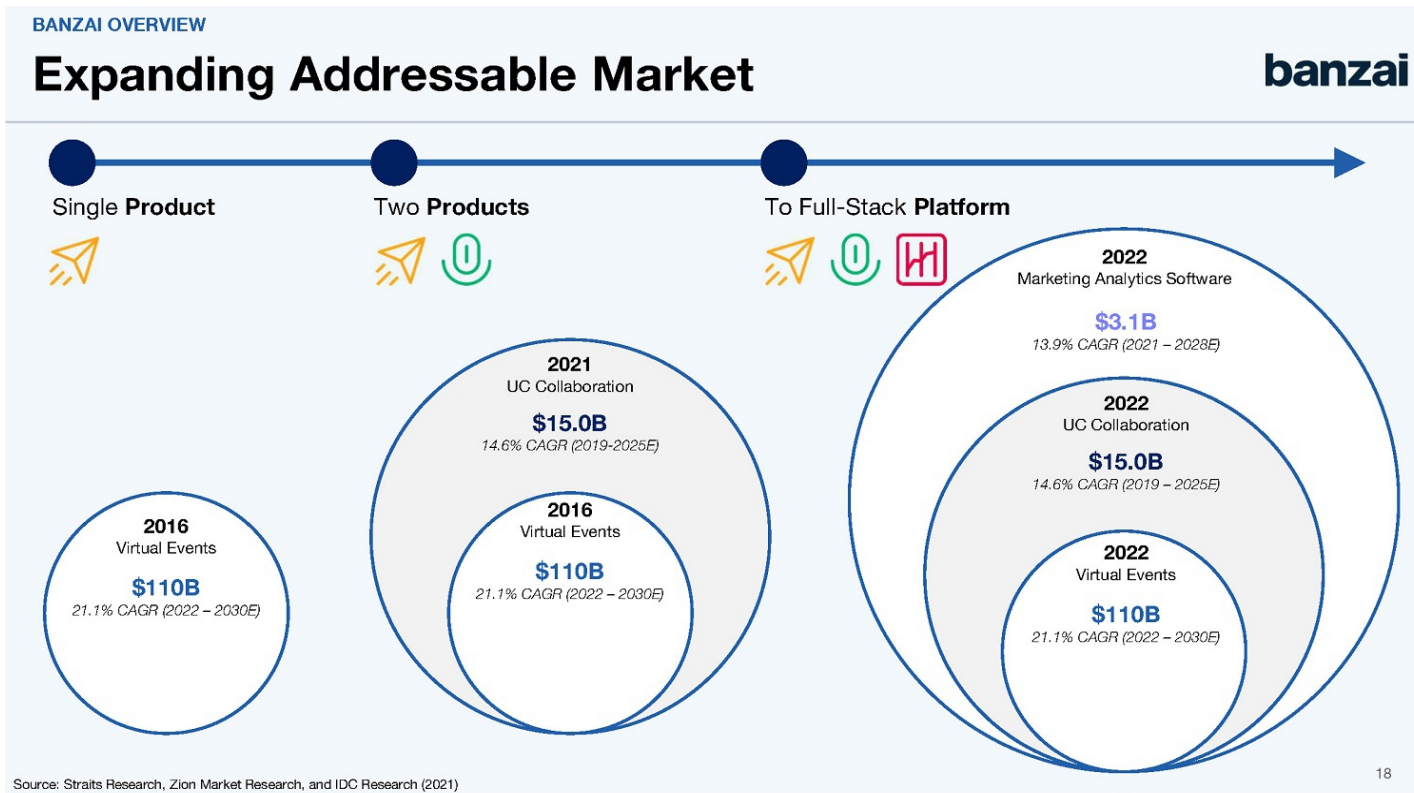 BANZAI OVERVIEW
Expanding Addressable Market
banzai
Single Product
Two Products
To Full-Stack Platform
2016
Virtual Events
$110B
21.1% CAGR (2022 – 2030E)
2021
UC Collaboration
$15.0B
14.6% CAGR (2019-2025E)
2016
Virtual Events
$110B
21.1% CAGR (2022 – 2030E)
2022
Marketing Analytics Software
$3.1B
13.9% CAGR (2021 – 2028E)
2022
UC Collaboration
$15.0B
14.6% CAGR (2019 – 2025E)
2022
Virtual Events
$110B
21.1% CAGR (2022 – 2030E)
Source: Straits Research, Zion Market Research, and IDC Research (2021)
18